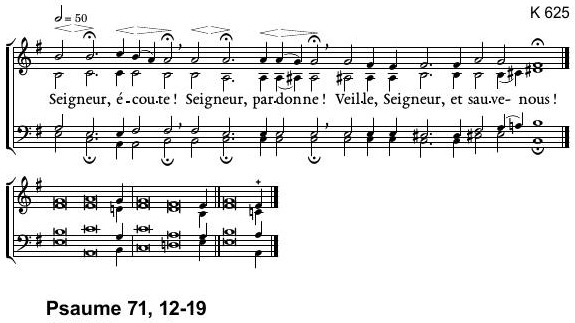 K 625
= 50
Seigneur, é-cou-te ! Seigneur, par-donne ! Veil-le, Seigneur, et sau-ve- nous !
Psaume 71, 12-19